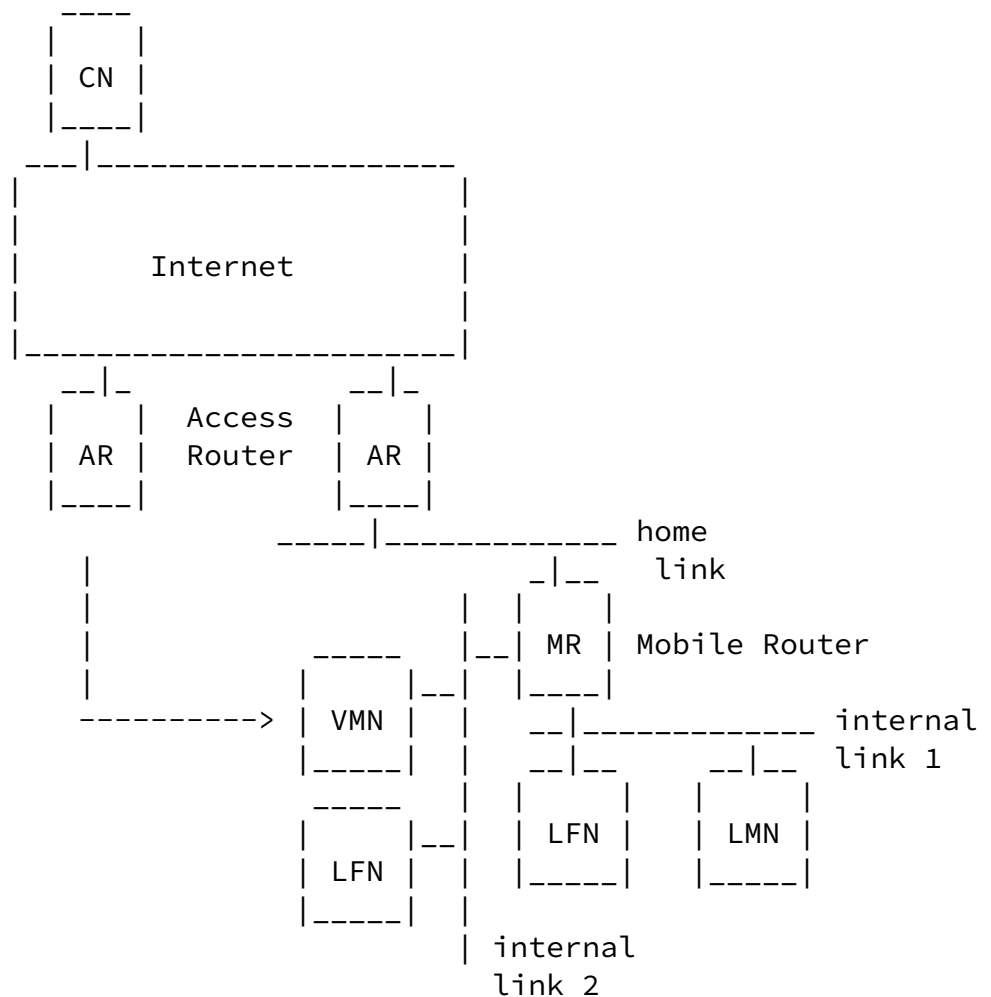 CN
Internet
Access
Router
AR
AR
home
link
MR
Mobile Router
VMN
internal
link 1
LFN
LMN
LFN
internal
link 2